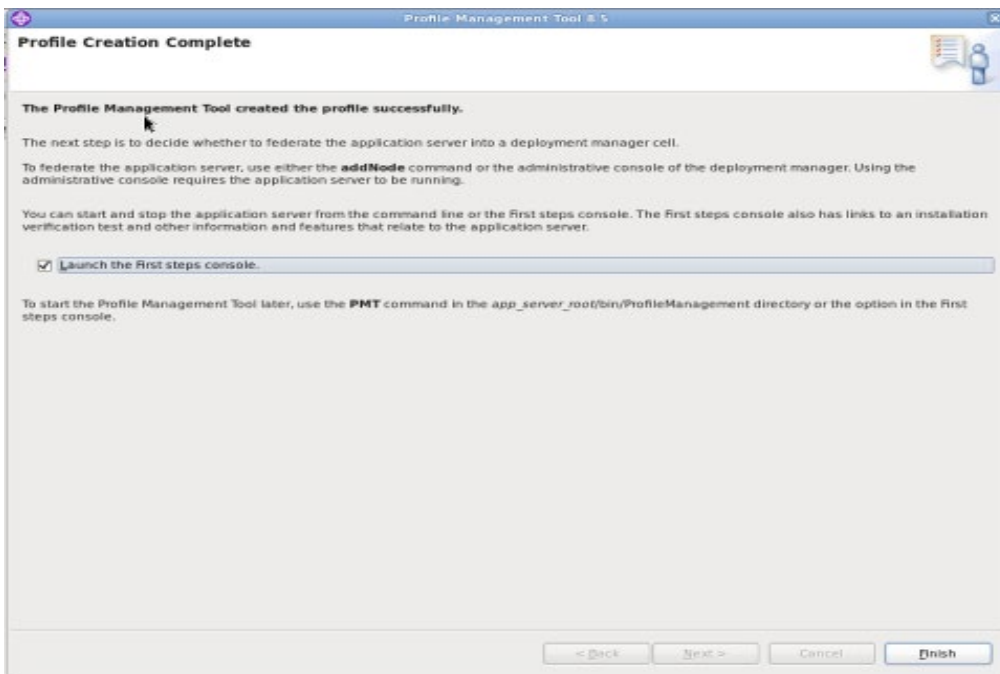 Profile Management Tool 8.5
Profile Creation Complete
The Profile Management Tool created the profile successfully.
The next step is to decide whether to federate the application server into a deployment manager cell.
To federate the application server, use either the addNode command or the administrative console of the deployment manager. Using the
administrative console requires the application server to be running.
You can start and stop the application server from the command line or the First steps console. The First steps console also has links to an installation
verification test and other information and features that relate to the application server.
Launch the First steps console.
To start the Profile Management Tool later, use the PMT command in the app_server_root/bin/ProfileManagement directory or the option in the First
steps console.
< Back
Next >
Cancel
Finish